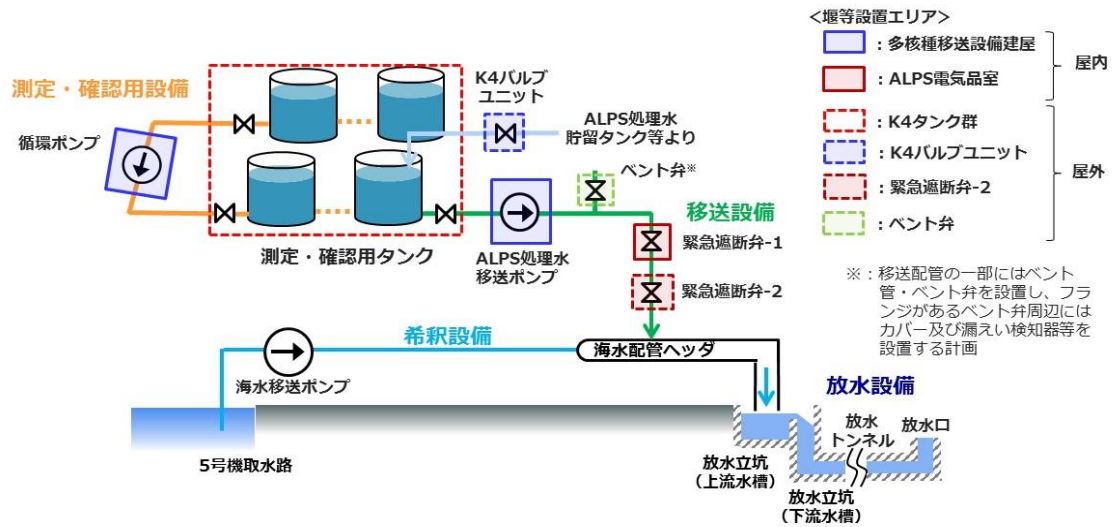 測定・確認用設備
循環ポンプ
測定・確認用タンク
K4バルブ
ユニット
ALPS処理水
貯留タンク等より
ベント弁※
移送設備
ALPS処理水
移送ポンプ
緊急遮断弁-1
緊急遮断弁-2
希釈設備
海水移送ポンプ
海水配管ヘッダ
5号機取水路
放水設備
放水立坑
(上流水槽)
放水
トンネル
放水口
放水立坑
(下流水槽)
<堰等設置エリア>
:多核種移送設備建屋
:ALPS電気品室
屋内
:K4タンク群
:K4バルブユニット
:緊急遮断弁-2
:ベント弁
屋外
※:移送配管の一部にはベント
管・ベント弁を設置し、フラ
ンジがあるベント弁周辺には
カバー及び漏えい検知器等を
設置する計画